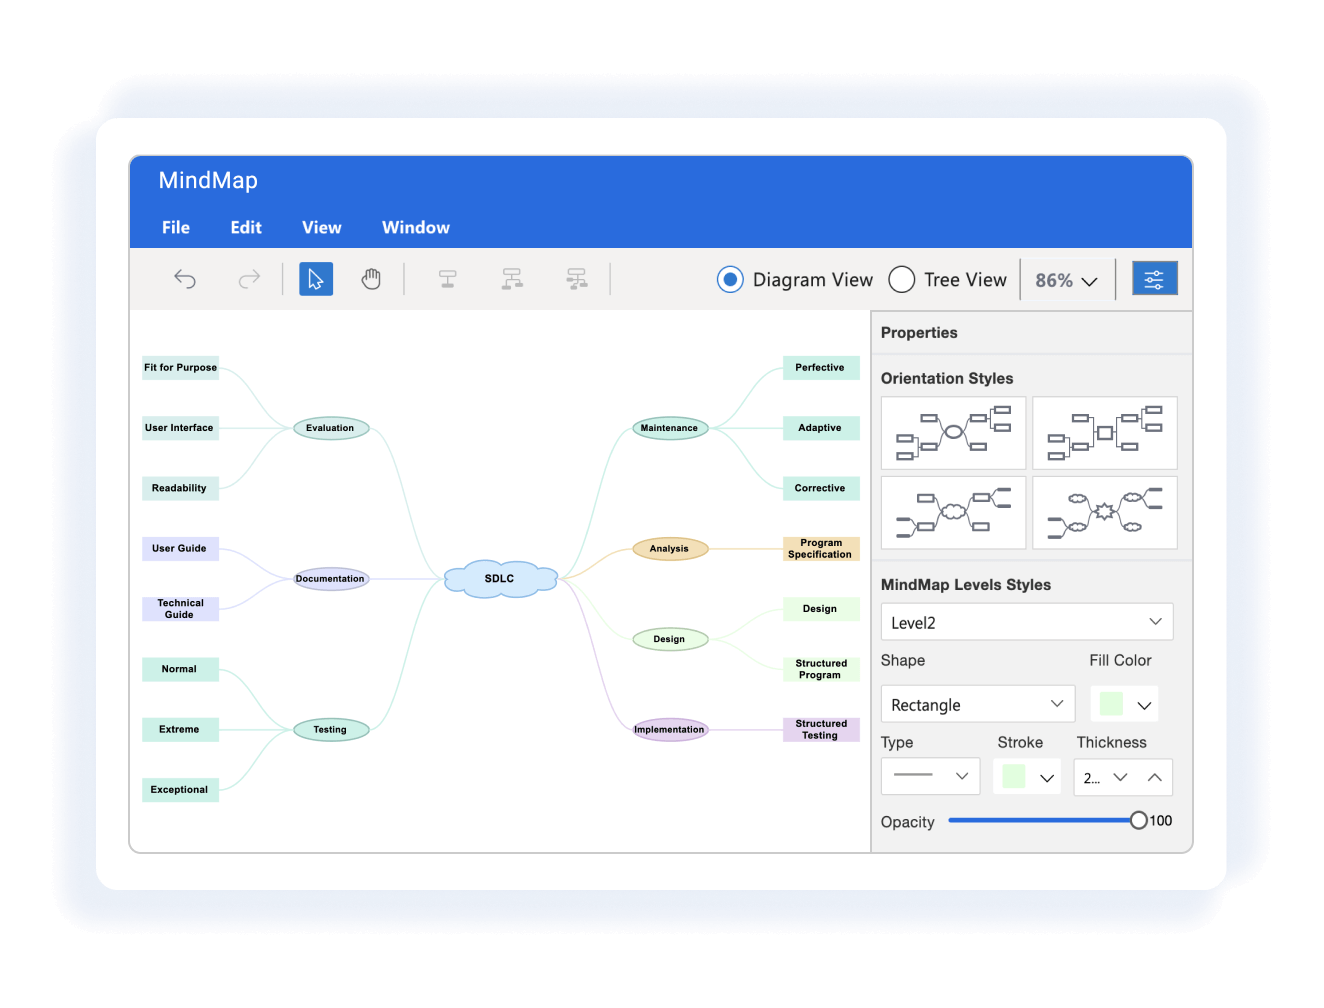 MindMap
File Edit View Window
Diagram View Tree View 86%
Properties
Orientation Styles
MindMap Levels Styles
Level2
Shape Fill Color
Rectangle
Type Stroke Thickness
2...
Opacity 100
Fit for Purpose
User Interface
Readability
Evaluation
User Guide
Technical
Guide
Documentation
Normal
Extreme
Exceptional
Testing
SDLC
Maintenance
Perfective
Adaptive
Corrective
Analysis
Program
Specification
Design
Design
Structured
Program
Implementation
Structured
Testing